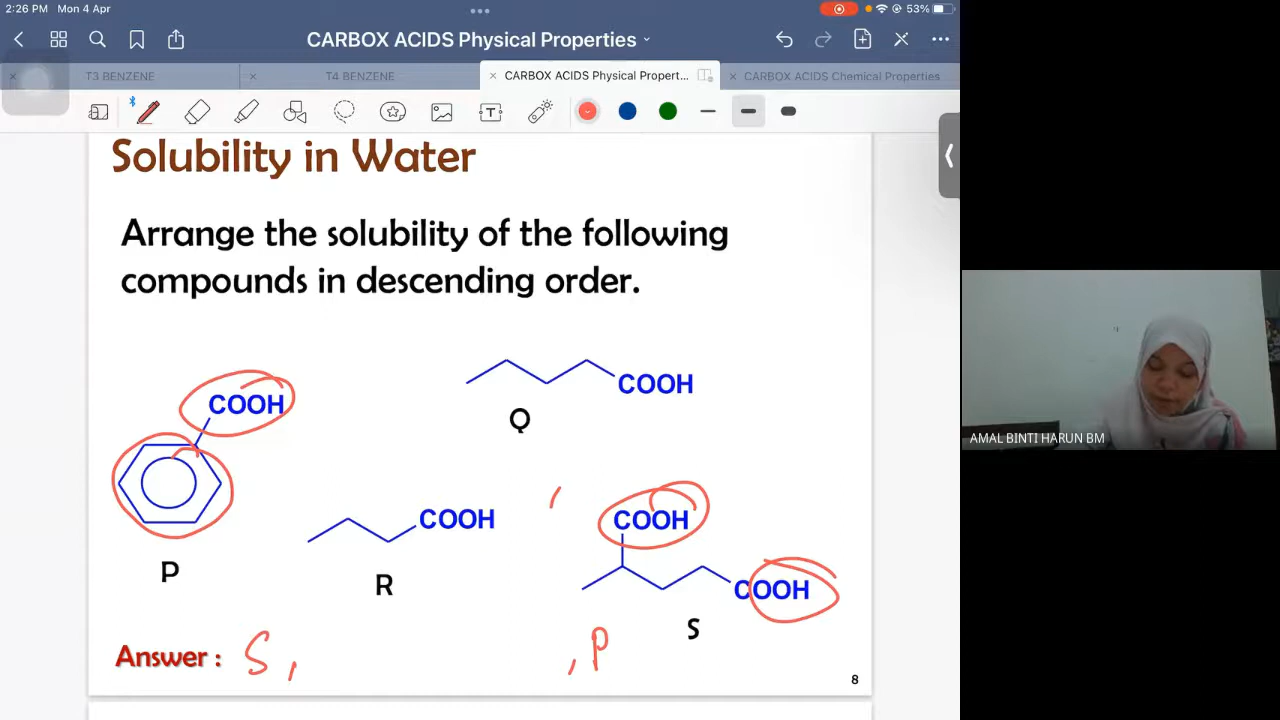 2:26 PM Mon 4 Apr 53%
CARBOX ACIDS Physical Properties
T3 BENZENE T4 BENZENE CARBOX ACIDS Physical Propert... CARBOX ACIDS Chemical Properties
Solubility in Water
Arrange the solubility of the following
compounds in descending order.
COOH
Q
COOH
P
COOH
R
COOH
COOH
S
Answer : S, , P
8
AMAL BINTI HARUN BM